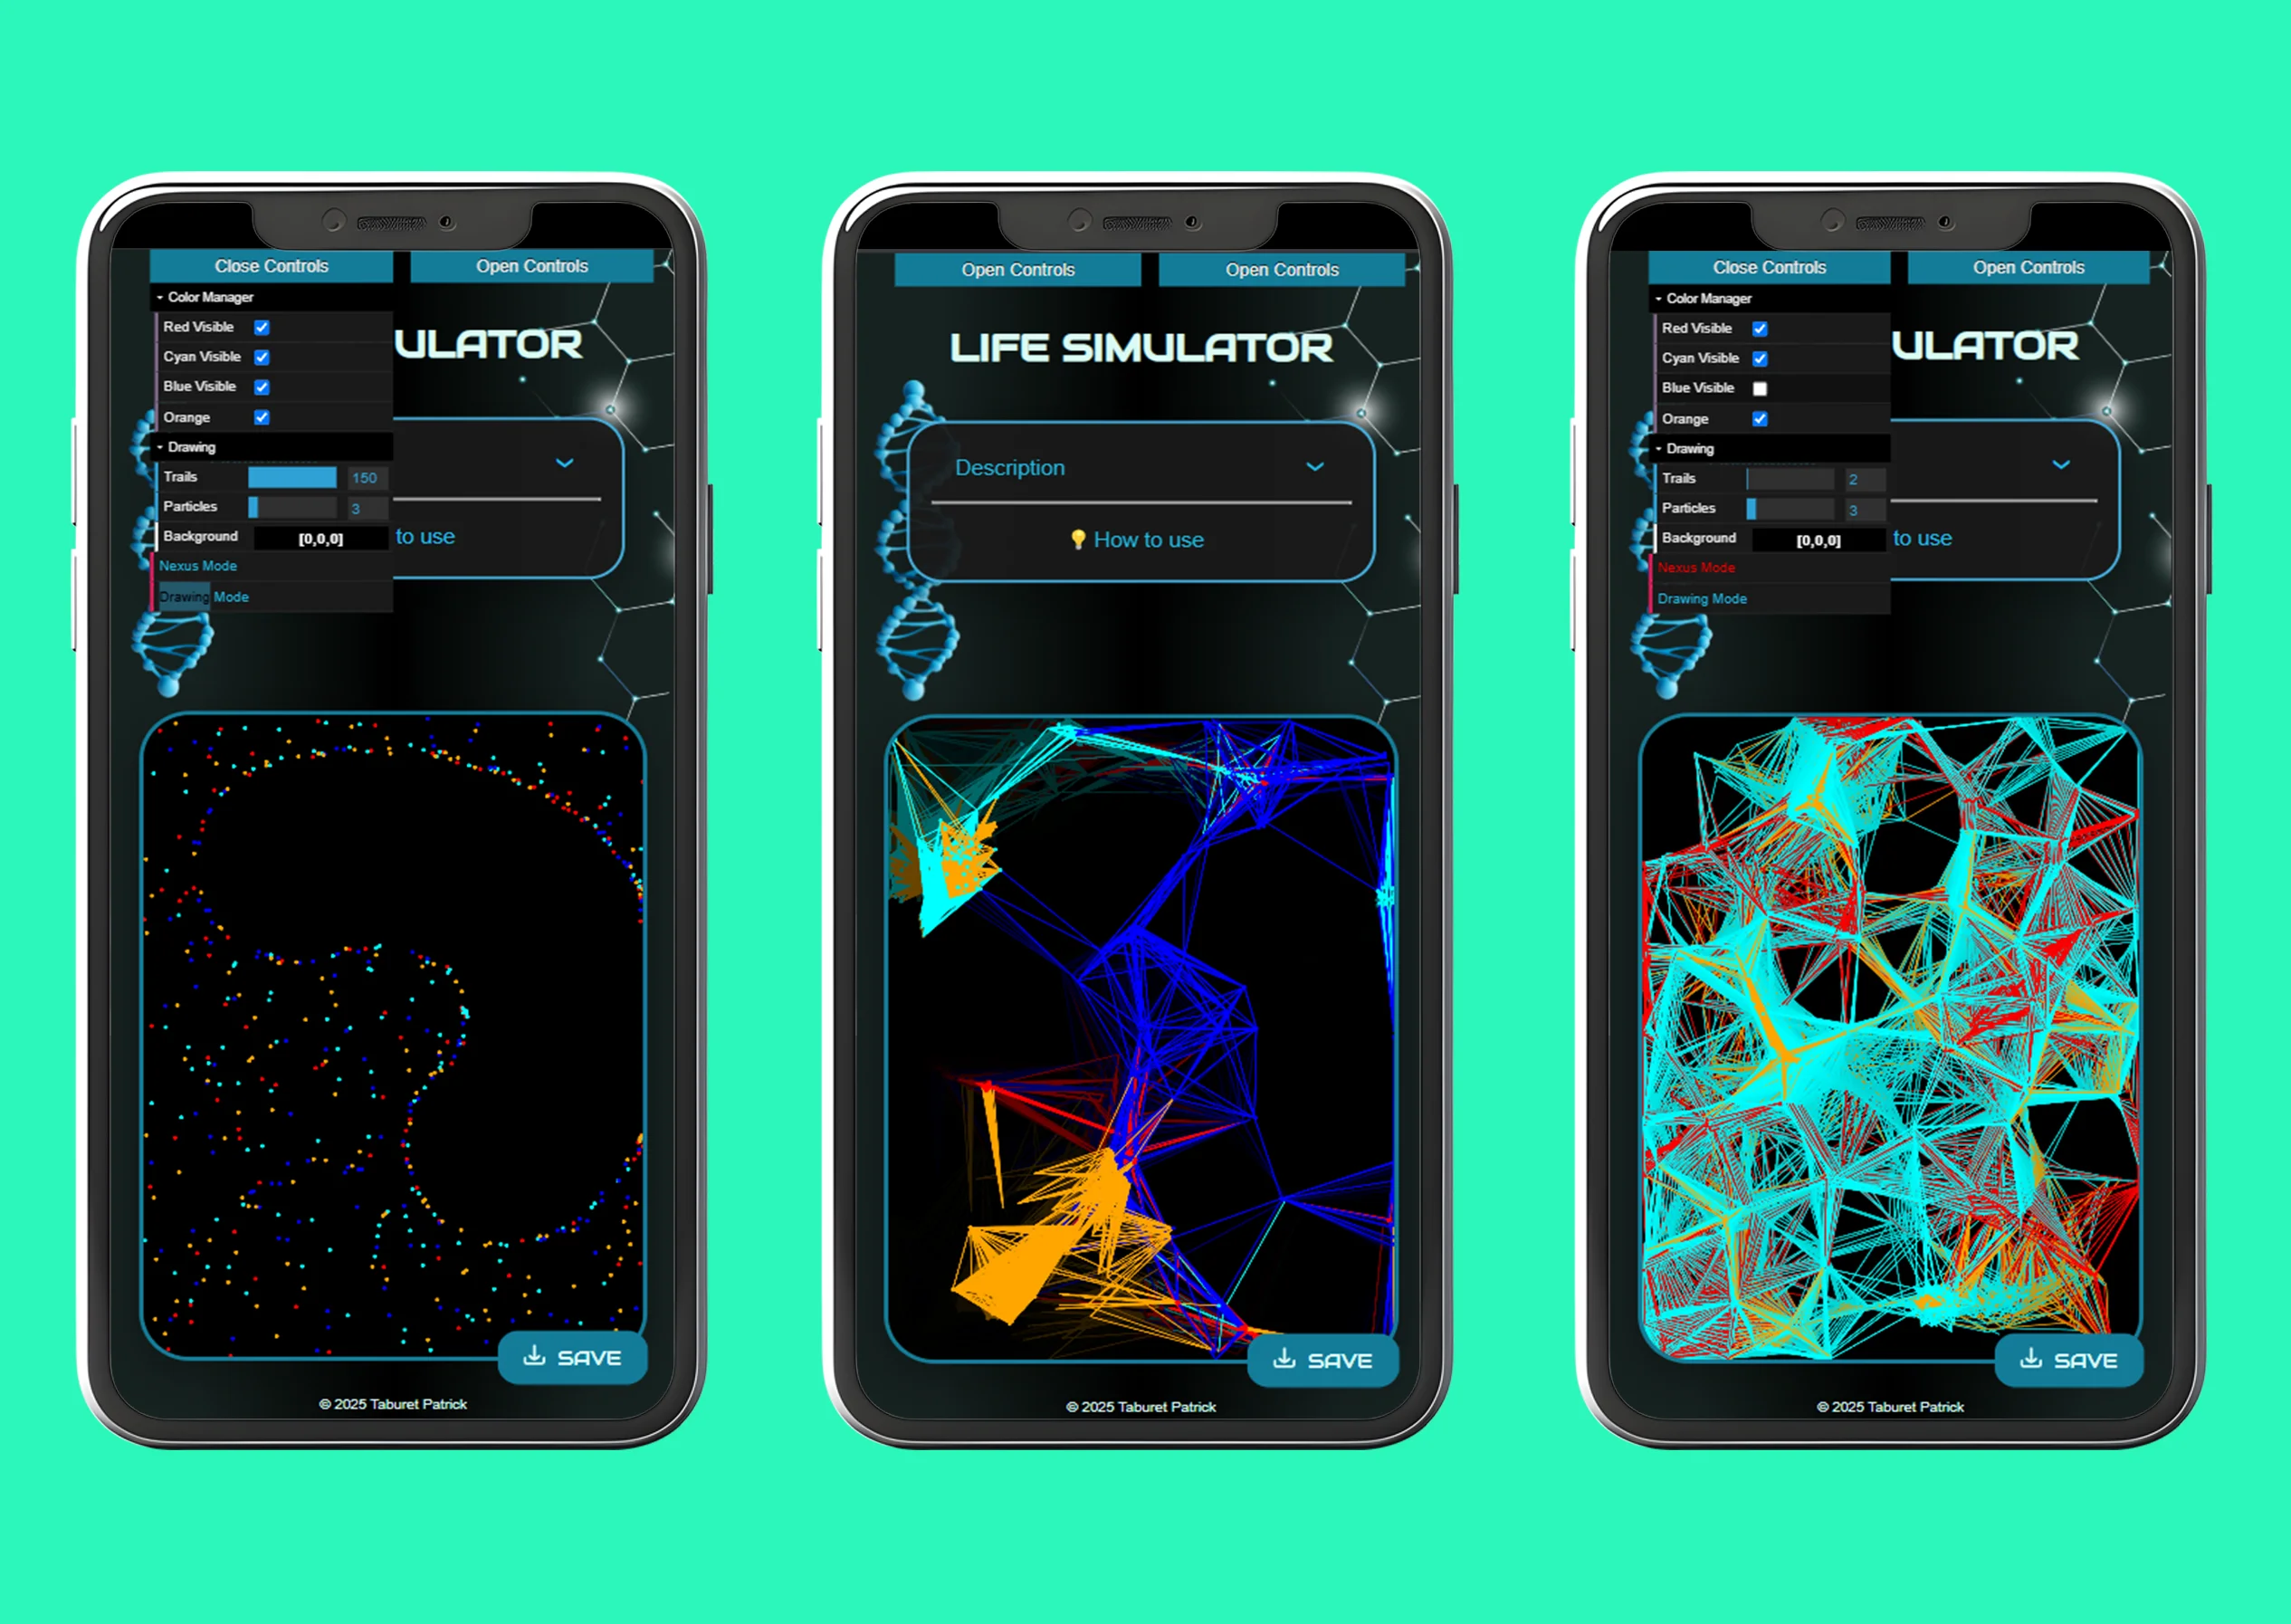 Close Controls
Open Controls
Color Manager
ULATOR
Red Visible
Cyan Visible
Blue Visible
Orange
Drawing
Trails 150
Particles 3
Background [0,0,0]
to use
Nexus Mode
Drawing Mode
SAVE
© 2025 Taburet Patrick
Open Controls
Open Controls
LIFE SIMULATOR
Description
How to use
SAVE
© 2025 Taburet Patrick
Close Controls
Open Controls
Color Manager
ULATOR
Red Visible
Cyan Visible
Blue Visible
Orange
Drawing
Trails 2
Particles 3
Background [0,0,0]
to use
Nexus Mode
Drawing Mode
SAVE
© 2025 Taburet Patrick